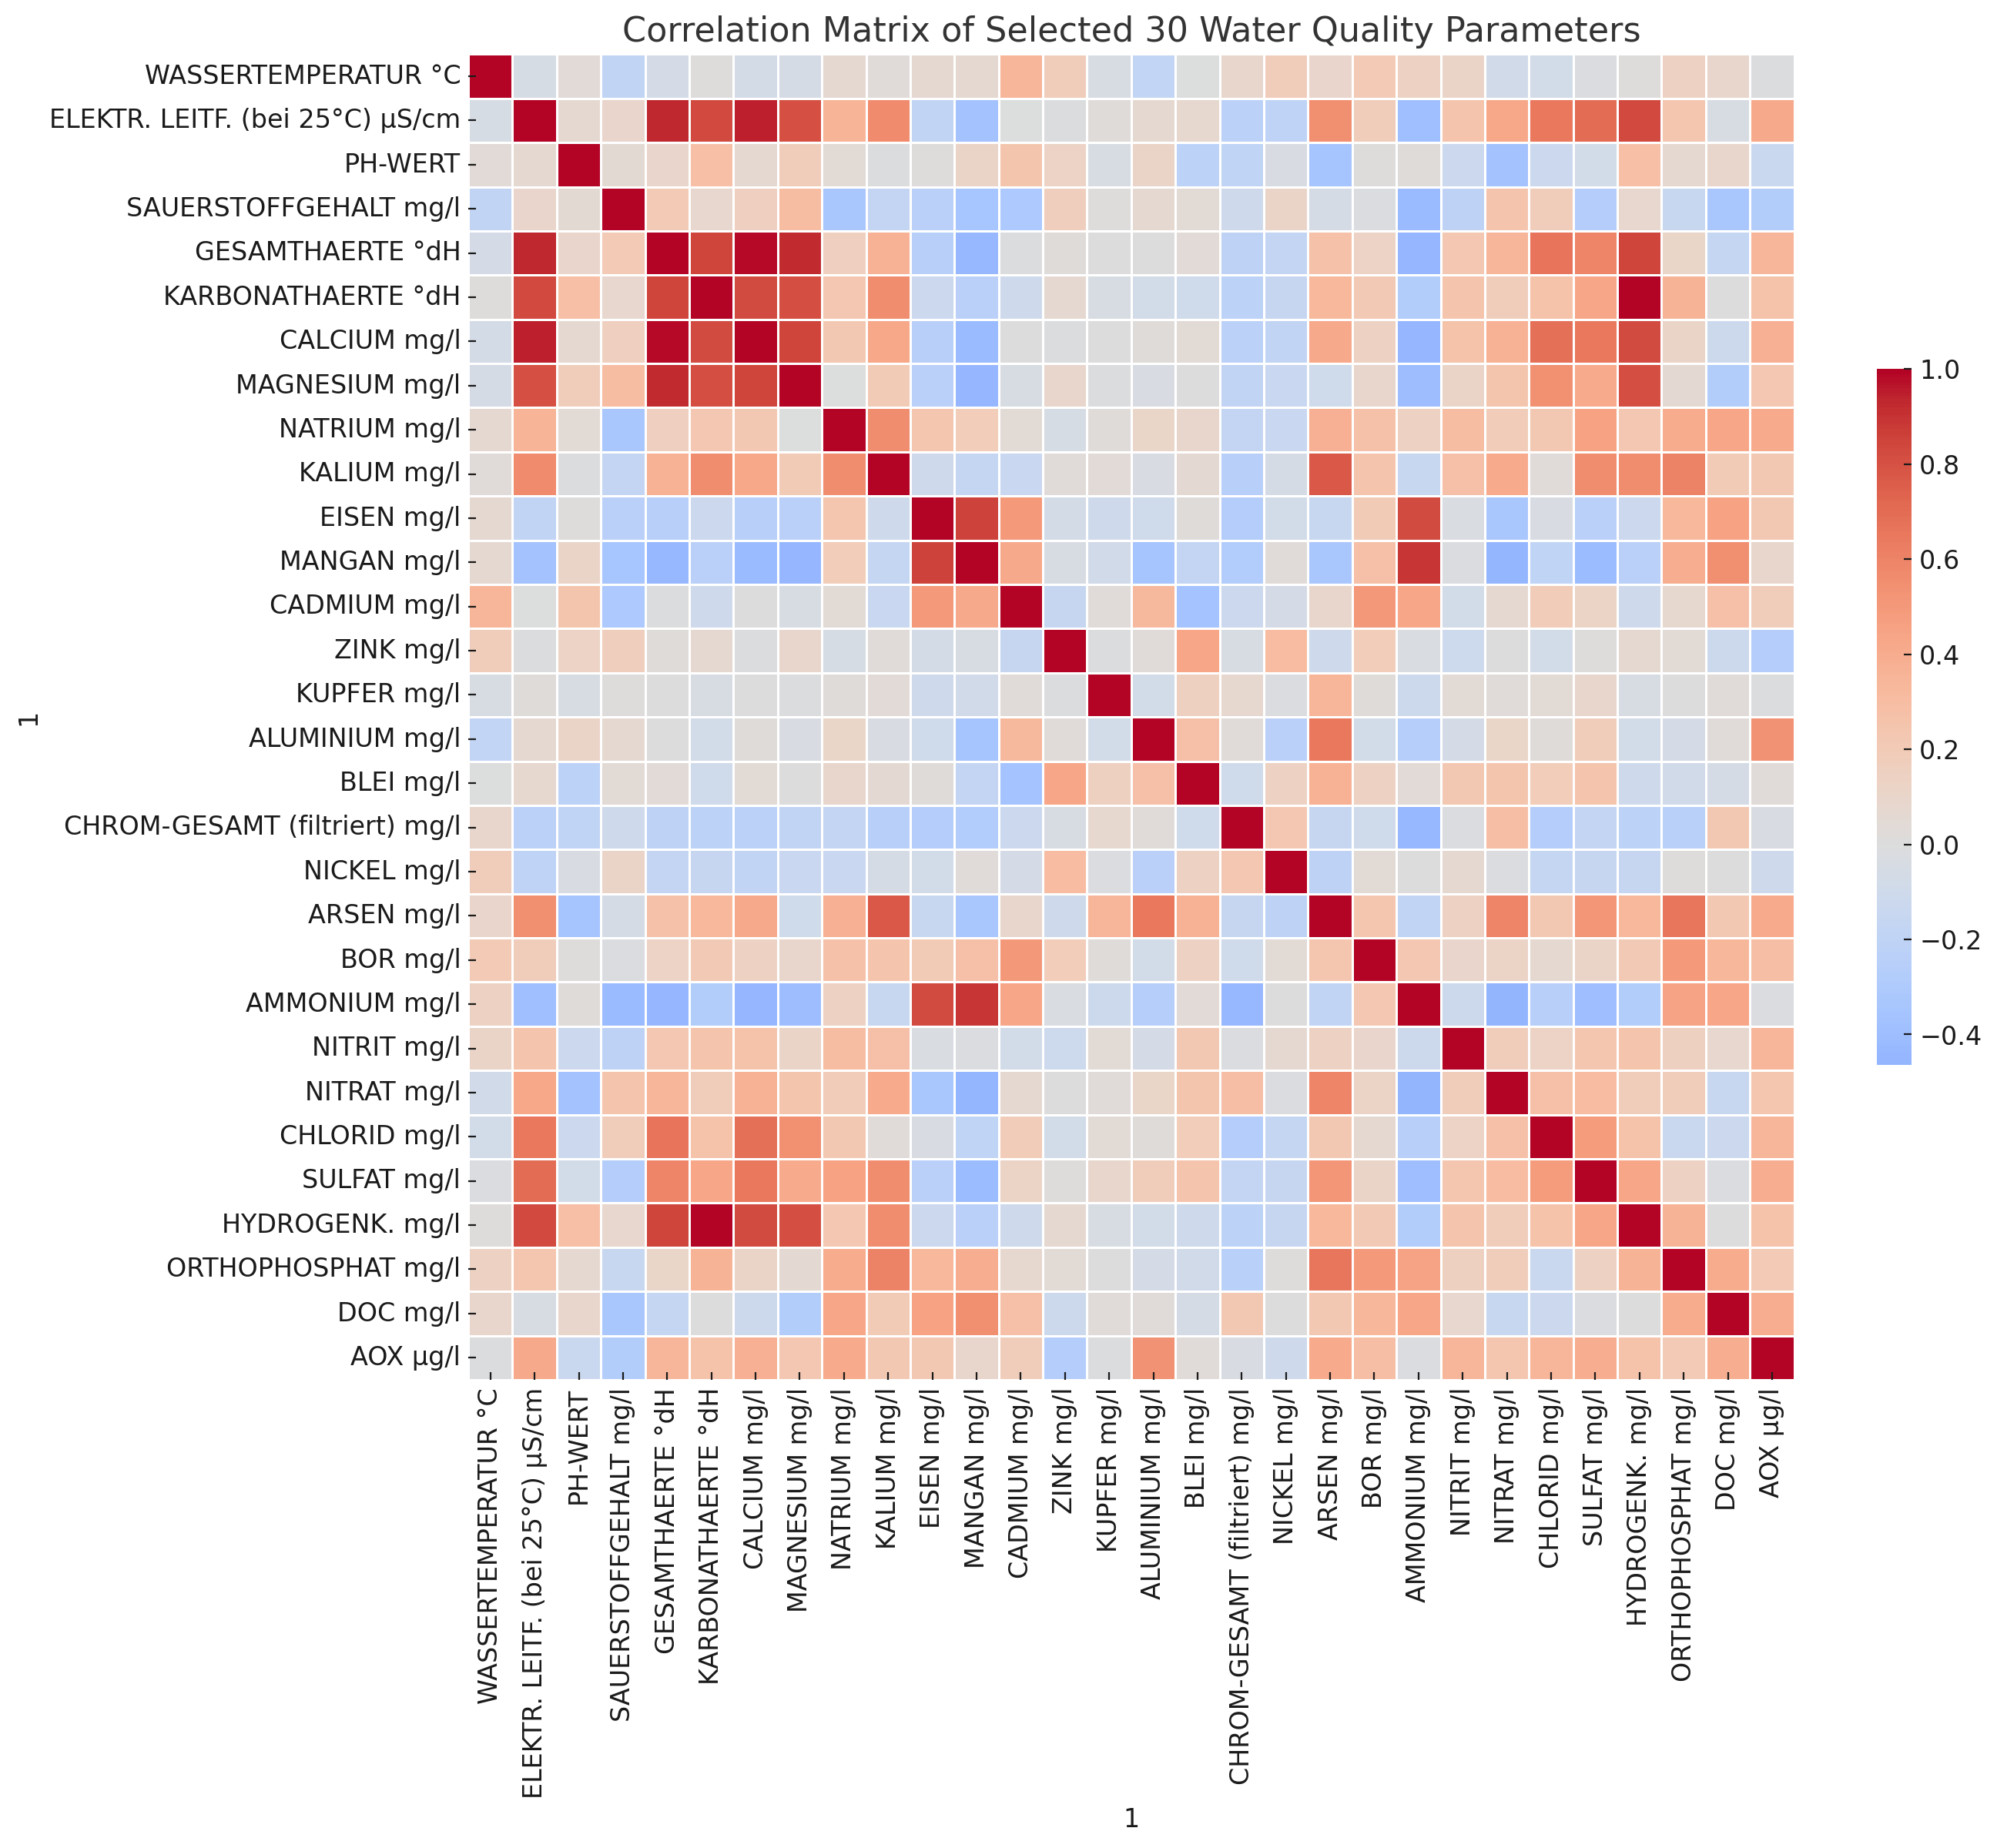 Correlation Matrix of Selected 30 Water Quality Parameters
WASSERTEMPERATUR °C
ELEKTR. LEITF. (bei 25°C) µS/cm
PH-WERT
SAUERSTOFFGEHALT mg/l
GESAMTHAERTE °dH
KARBONATHAERTE °dH
CALCIUM mg/l
MAGNESIUM mg/l
NATRIUM mg/l
KALIUM mg/l
EISEN mg/l
MANGAN mg/l
CADMIUM mg/l
ZINK mg/l
KUPFER mg/l
ALUMINIUM mg/l
BLEI mg/l
CHROM-GESAMT (filtriert) mg/l
NICKEL mg/l
ARSEN mg/l
BOR mg/l
AMMONIUM mg/l
NITRIT mg/l
NITRAT mg/l
CHLORID mg/l
SULFAT mg/l
HYDROGENK. mg/l
ORTHOPHOSPHAT mg/l
DOC mg/l
AOX µg/l
1
1.0
0.8
0.6
0.4
0.2
0.0
−0.2
−0.4
WASSERTEMPERATUR °C
ELEKTR. LEITF. (bei 25°C) µS/cm
PH-WERT
SAUERSTOFFGEHALT mg/l
GESAMTHAERTE °dH
KARBONATHAERTE °dH
CALCIUM mg/l
MAGNESIUM mg/l
NATRIUM mg/l
KALIUM mg/l
EISEN mg/l
MANGAN mg/l
CADMIUM mg/l
ZINK mg/l
KUPFER mg/l
ALUMINIUM mg/l
BLEI mg/l
CHROM-GESAMT (filtriert) mg/l
NICKEL mg/l
ARSEN mg/l
BOR mg/l
AMMONIUM mg/l
NITRIT mg/l
NITRAT mg/l
CHLORID mg/l
SULFAT mg/l
HYDROGENK. mg/l
ORTHOPHOSPHAT mg/l
DOC mg/l
AOX µg/l
1